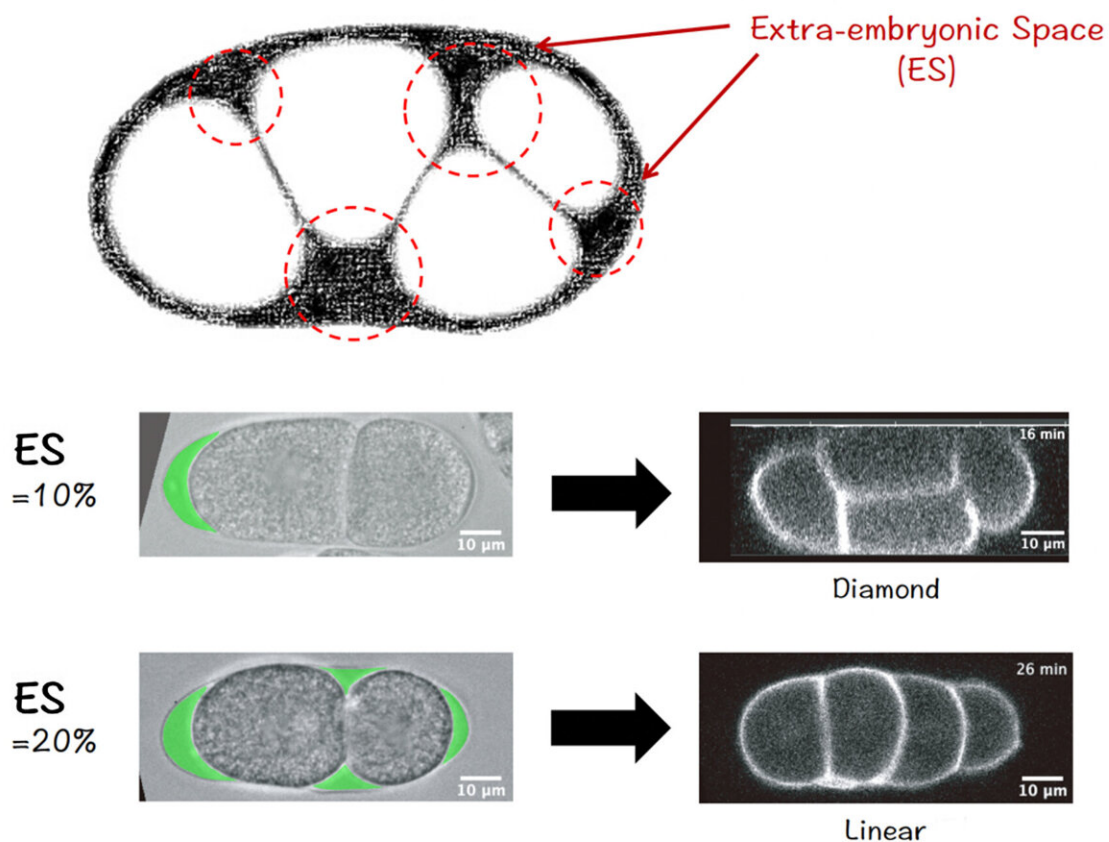 Extra-embryonic Space
(ES)
ES
=10%
10 µm
16 min
10 µm
Diamond
ES
=20%
10 µm
26 min
10 µm
Linear